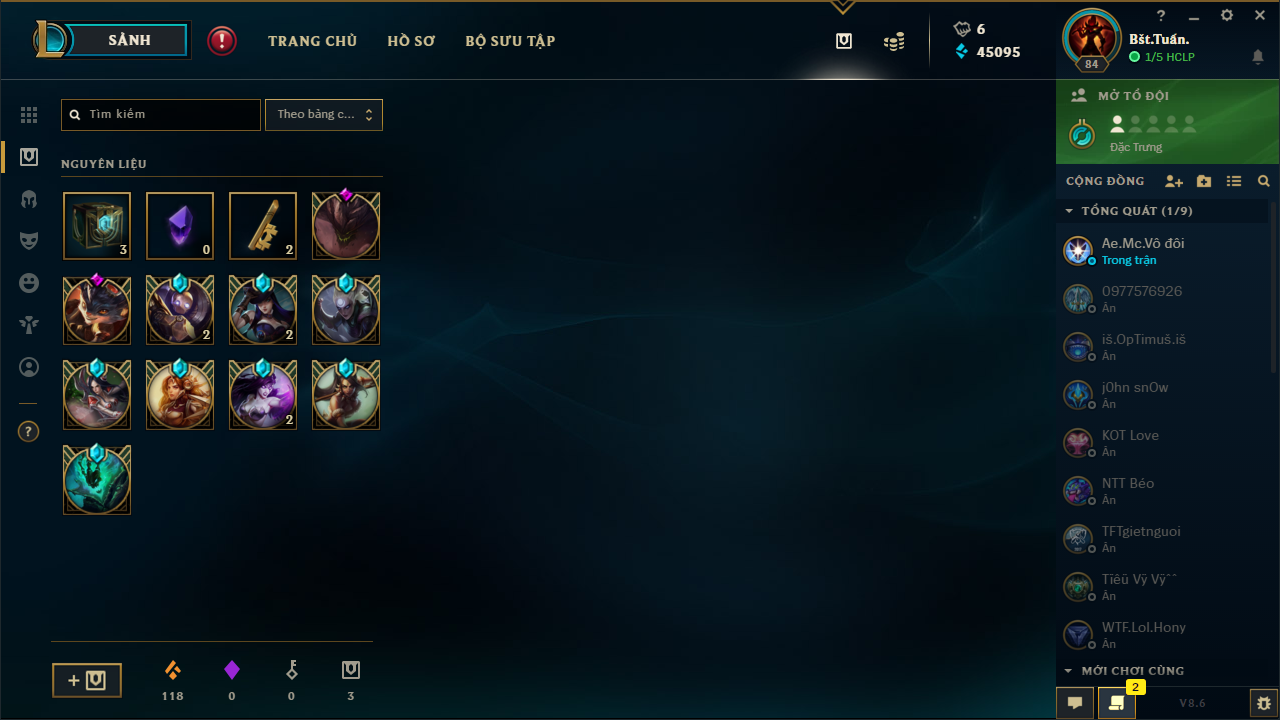 SẢNH
TRANG CHỦ
HỒ SƠ
BỘ SƯU TẬP
6
45095
84
Bšt.Tuấn.
1/5 HCLP
MỞ TỔ ĐỘI
Đặc Trưng
Tìm kiếm
Theo bảng c...
NGUYÊN LIỆU
3
0
2
2
2
2
118
0
0
3
CỘNG ĐỒNG
TỔNG QUÁT (1/9)
Ae.Mc.Vô đôi
Trong trận
0977576926
Ẩn
iš.OpTimuš.iš
Ẩn
j0hn snOw
Ẩn
KOT Love
Ẩn
NTT Béo
Ẩn
TFTgietnguoi
Ẩn
Tiêü Vỹ Vỹˆˆ
Ẩn
WTF.Lol.Hony
Ẩn
MỚI CHƠI CÙNG
2
V8.6